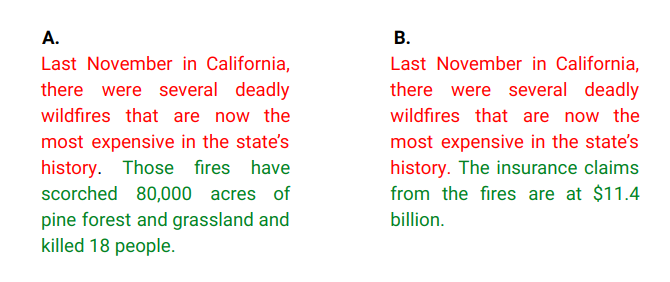 A.
Last November in California,
there were several deadly
wildfires that are now the
most expensive in the state's
history. Those fires have
scorched 80,000 acres of
pine forest and grassland and
killed 18 people.
B.
Last November in California,
there were several deadly
wildfires that are now the
most expensive in the state's
history. The insurance claims
from the fires are at $11.4
billion.